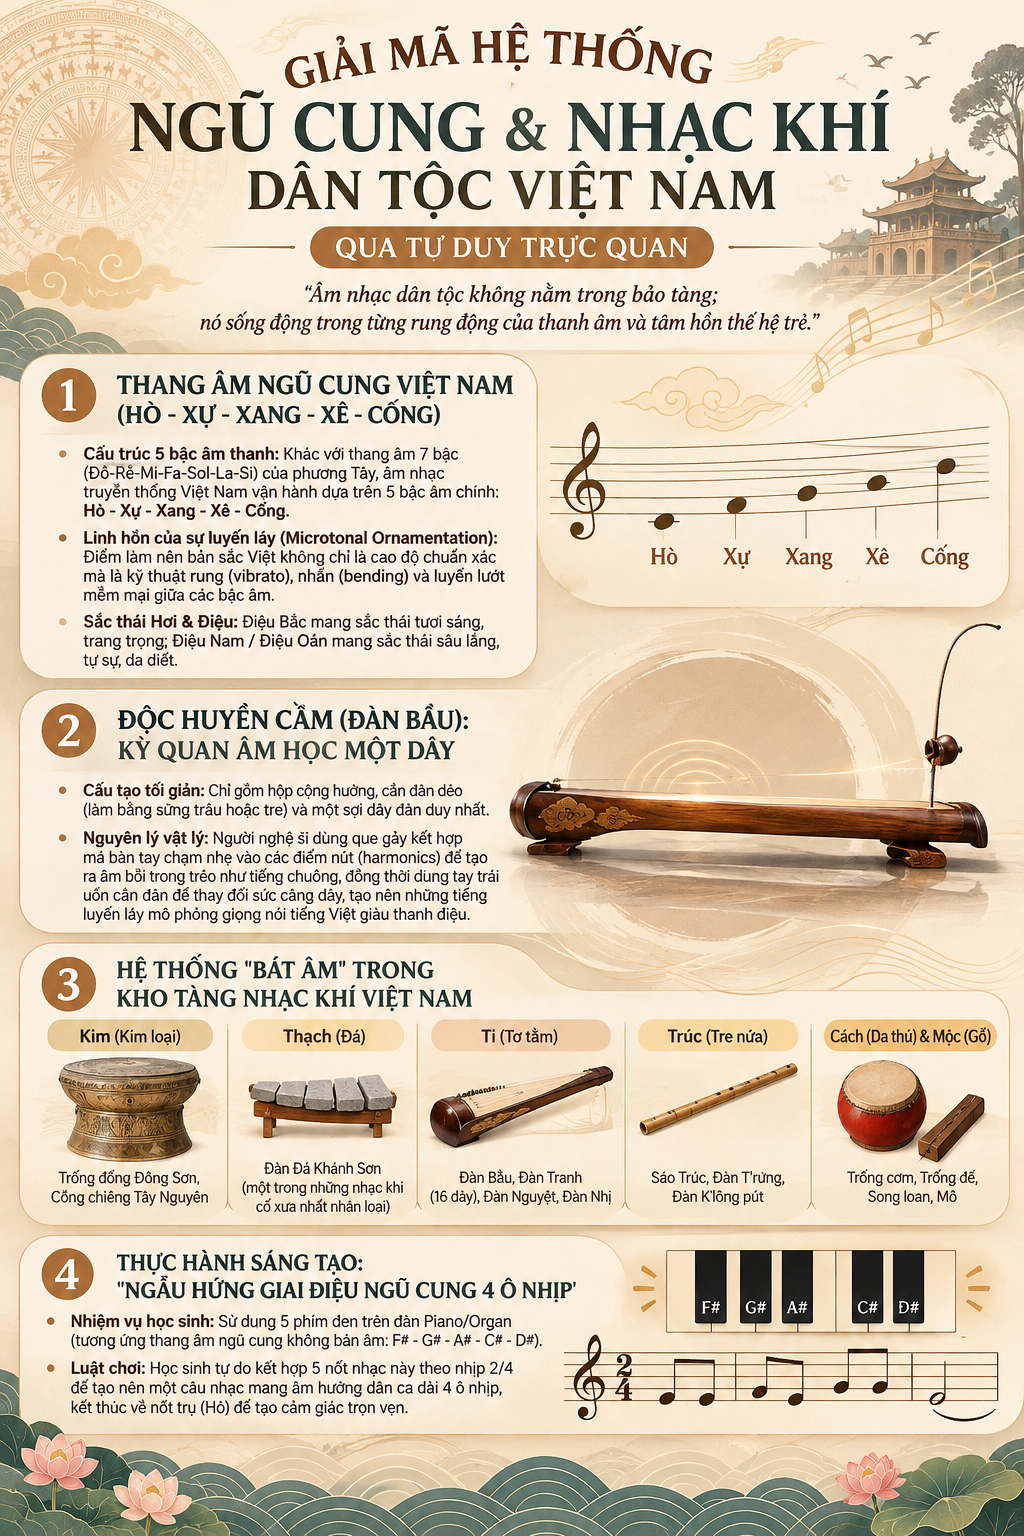 GIẢI MÃ HỆ THỐNG
NGŨ CUNG & NHẠC KHÍ
DÂN TỘC VIỆT NAM
QUA TƯ DUY TRỰC QUAN
“Âm nhạc dân tộc không nằm trong bảo tàng;
nó sống động trong từng rung động của thanh âm và tâm hồn thế hệ trẻ.”
1
THANG ÂM NGŨ CUNG VIỆT NAM
(HÒ - XỰ - XANG - XÊ - CỐNG)
• Cấu trúc 5 bậc âm thanh: Khác với thang âm 7 bậc
(Đô-Rê-Mi-Fa-Sol-La-Si) của phương Tây, âm nhạc
truyền thống Việt Nam vận hành dựa trên 5 bậc âm chính:
Hò - Xự - Xang - Xê - Cống.
• Linh hồn của sự luyến láy (Microtonal Ornamentation):
Điểm làm nên bản sắc Việt không chỉ là cao độ chuẩn xác
mà là kỹ thuật rung (vibrato), nhấn (bending) và luyến lướt
mềm mại giữa các bậc âm.
• Sắc thái Hơi & Điệu: Điệu Bắc mang sắc thái tươi sáng,
trang trọng; Điệu Nam / Điệu Oán mang sắc thái sâu lắng,
tự sự, da diết.
Hò Xự Xang Xê Cống
2
ĐỘC HUYỀN CẦM (ĐÀN BẦU):
KỲ QUAN ÂM HỌC MỘT DÂY
• Cấu tạo tối giản: Chỉ gồm hộp cộng hưởng, cần đàn dẻo
(làm bằng sừng trâu hoặc tre) và một sợi dây đàn duy nhất.
• Nguyên lý vật lý: Người nghệ sĩ dùng que gảy kết hợp
má bàn tay chạm nhẹ vào các điểm nút (harmonics) để tạo
ra âm bồi trong trẻo như tiếng chuông, đồng thời dùng tay trái
uốn cần đàn để thay đổi sức căng dây, tạo nên những tiếng
luyến láy mô phỏng giọng nói tiếng Việt giàu thanh điệu.
3
HỆ THỐNG "BÁT ÂM" TRONG
KHO TÀNG NHẠC KHÍ VIỆT NAM
Kim (Kim loại)
Trống đồng Đông Sơn,
Cồng chiêng Tây Nguyên
Thạch (Đá)
Đàn Đá Khánh Sơn
(một trong những nhạc khi
cổ xưa nhất nhân loại)
Ti (Tơ tằm)
Đàn Bầu, Đàn Tranh
(16 dây), Đàn Nguyệt, Đàn Nhị
Trúc (Tre nứa)
Sáo Trúc, Đàn T'rưng,
Đàn K'lông pút
Cách (Da thú) & Mộc (Gỗ)
Trống cơm, Trống đế,
Song loan, Mõ
4
THỰC HÀNH SÁNG TẠO:
"NGẪU HỨNG GIAI ĐIỆU NGŨ CUNG 4 Ô NHỊP'
• Nhiệm vụ học sinh: Sử dụng 5 phím đen trên đàn Piano/Organ
(tương ứng thang âm ngũ cung không bán âm: F# - G# - A# - C# - D#).
• Luật chơi: Học sinh tự do kết hợp 5 nốt nhạc này theo nhịp 2/4
để tạo nên một câu nhạc mang âm hưởng dân ca dài 4 ô nhịp,
kết thúc về nốt trụ (Hò) để tạo cảm giác trọn vẹn.
F# G# A# C# D#
2
4